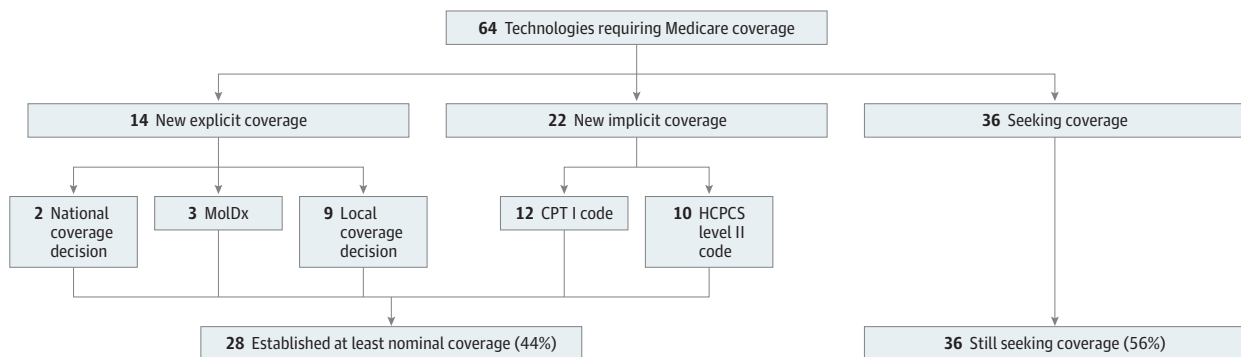 64 Technologies requiring Medicare coverage
14 New explicit coverage
22 New implicit coverage
36 Seeking coverage
2 National
coverage
decision
3 MolDx
9 Local
coverage
decision
12 CPT I code
10 HCPCS
level II
code
28 Established at least nominal coverage (44%)
36 Still seeking coverage (56%)